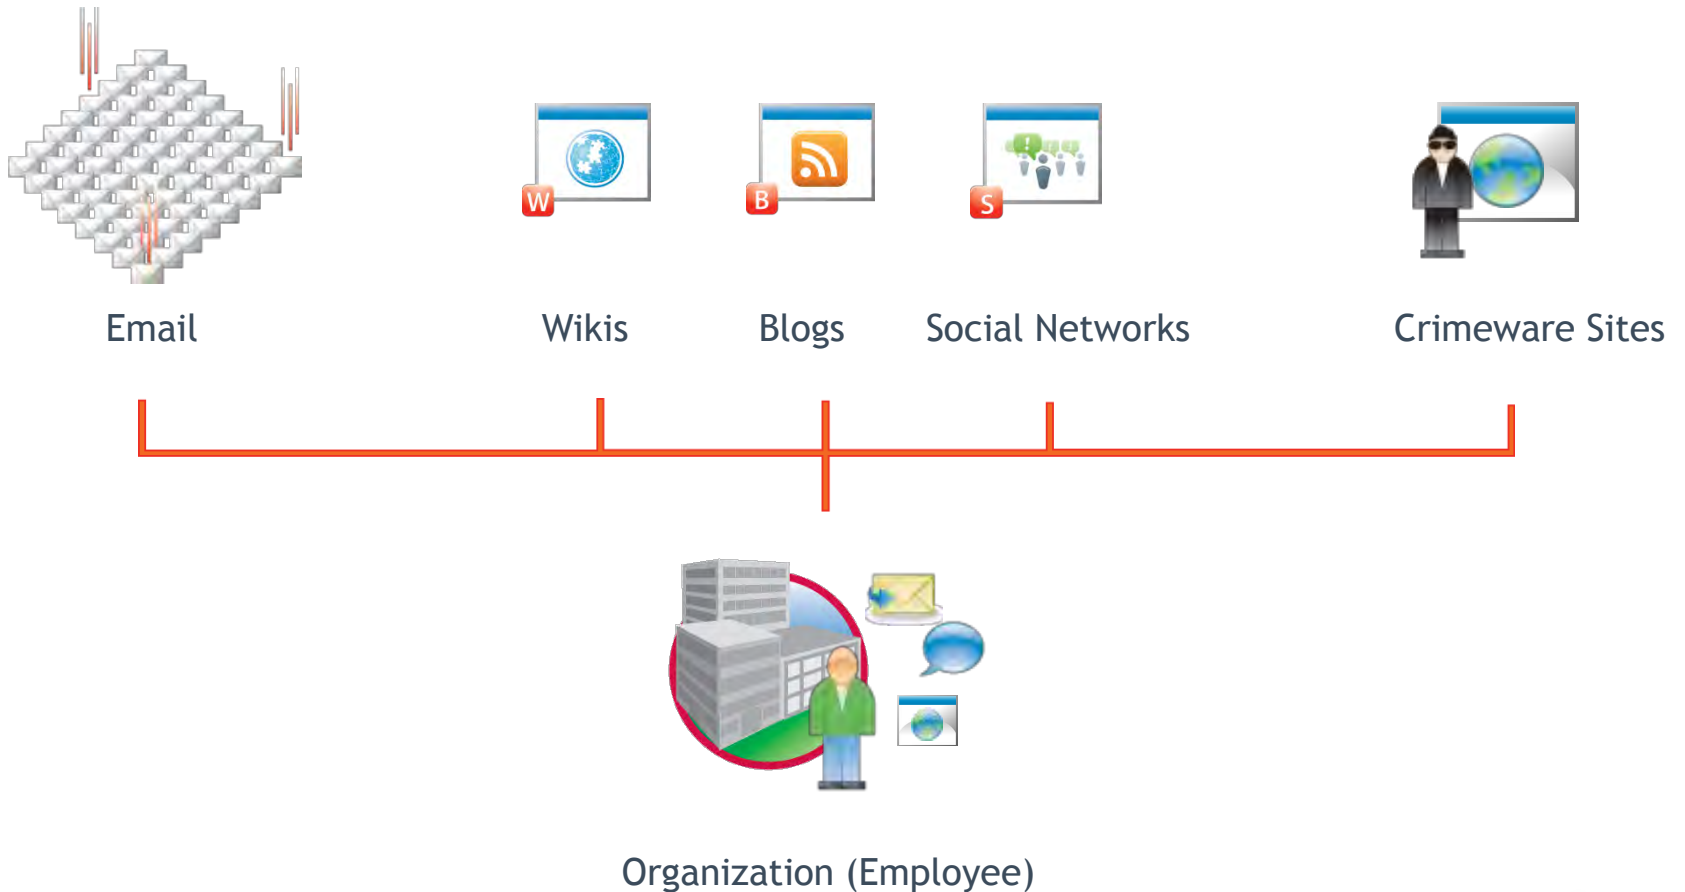 W
B
S
!
Email
Wikis
Blogs
Social Networks
Crimeware Sites
Organization (Employee)